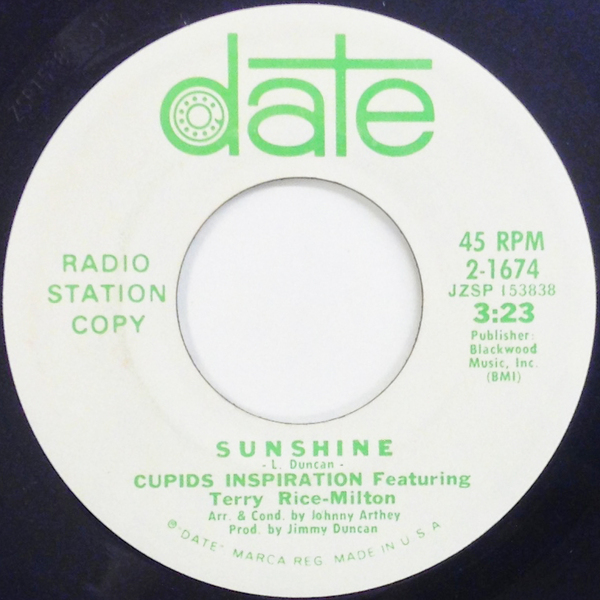 date
RADIO
STATION
COPY
45 RPM
2-1674
JZSP 153838
3:23
Publisher:
Blackwood
Music, Inc.
(BMI)
SUNSHINE
- L. Duncan -
CUPIDS INSPIRATION Featuring
Terry Rice-Milton
Arr. & Cond. by Johnny Arthey
Prod. by Jimmy Duncan
"DATE" MARCA REG. MADE IN U.S.A